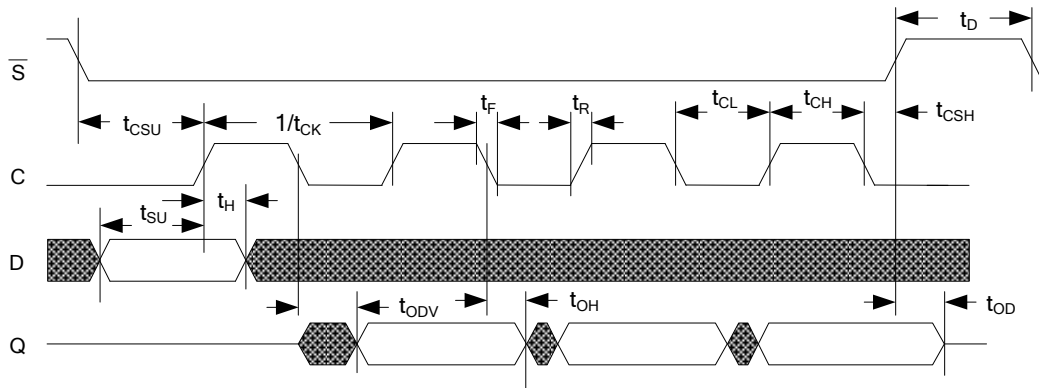 t_D
S̅
t_F t_R t_CL t_CH
t_CSU 1/t_CK t_CSH
C
t_SU t_H
D
t_ODV t_OH t_OD
Q